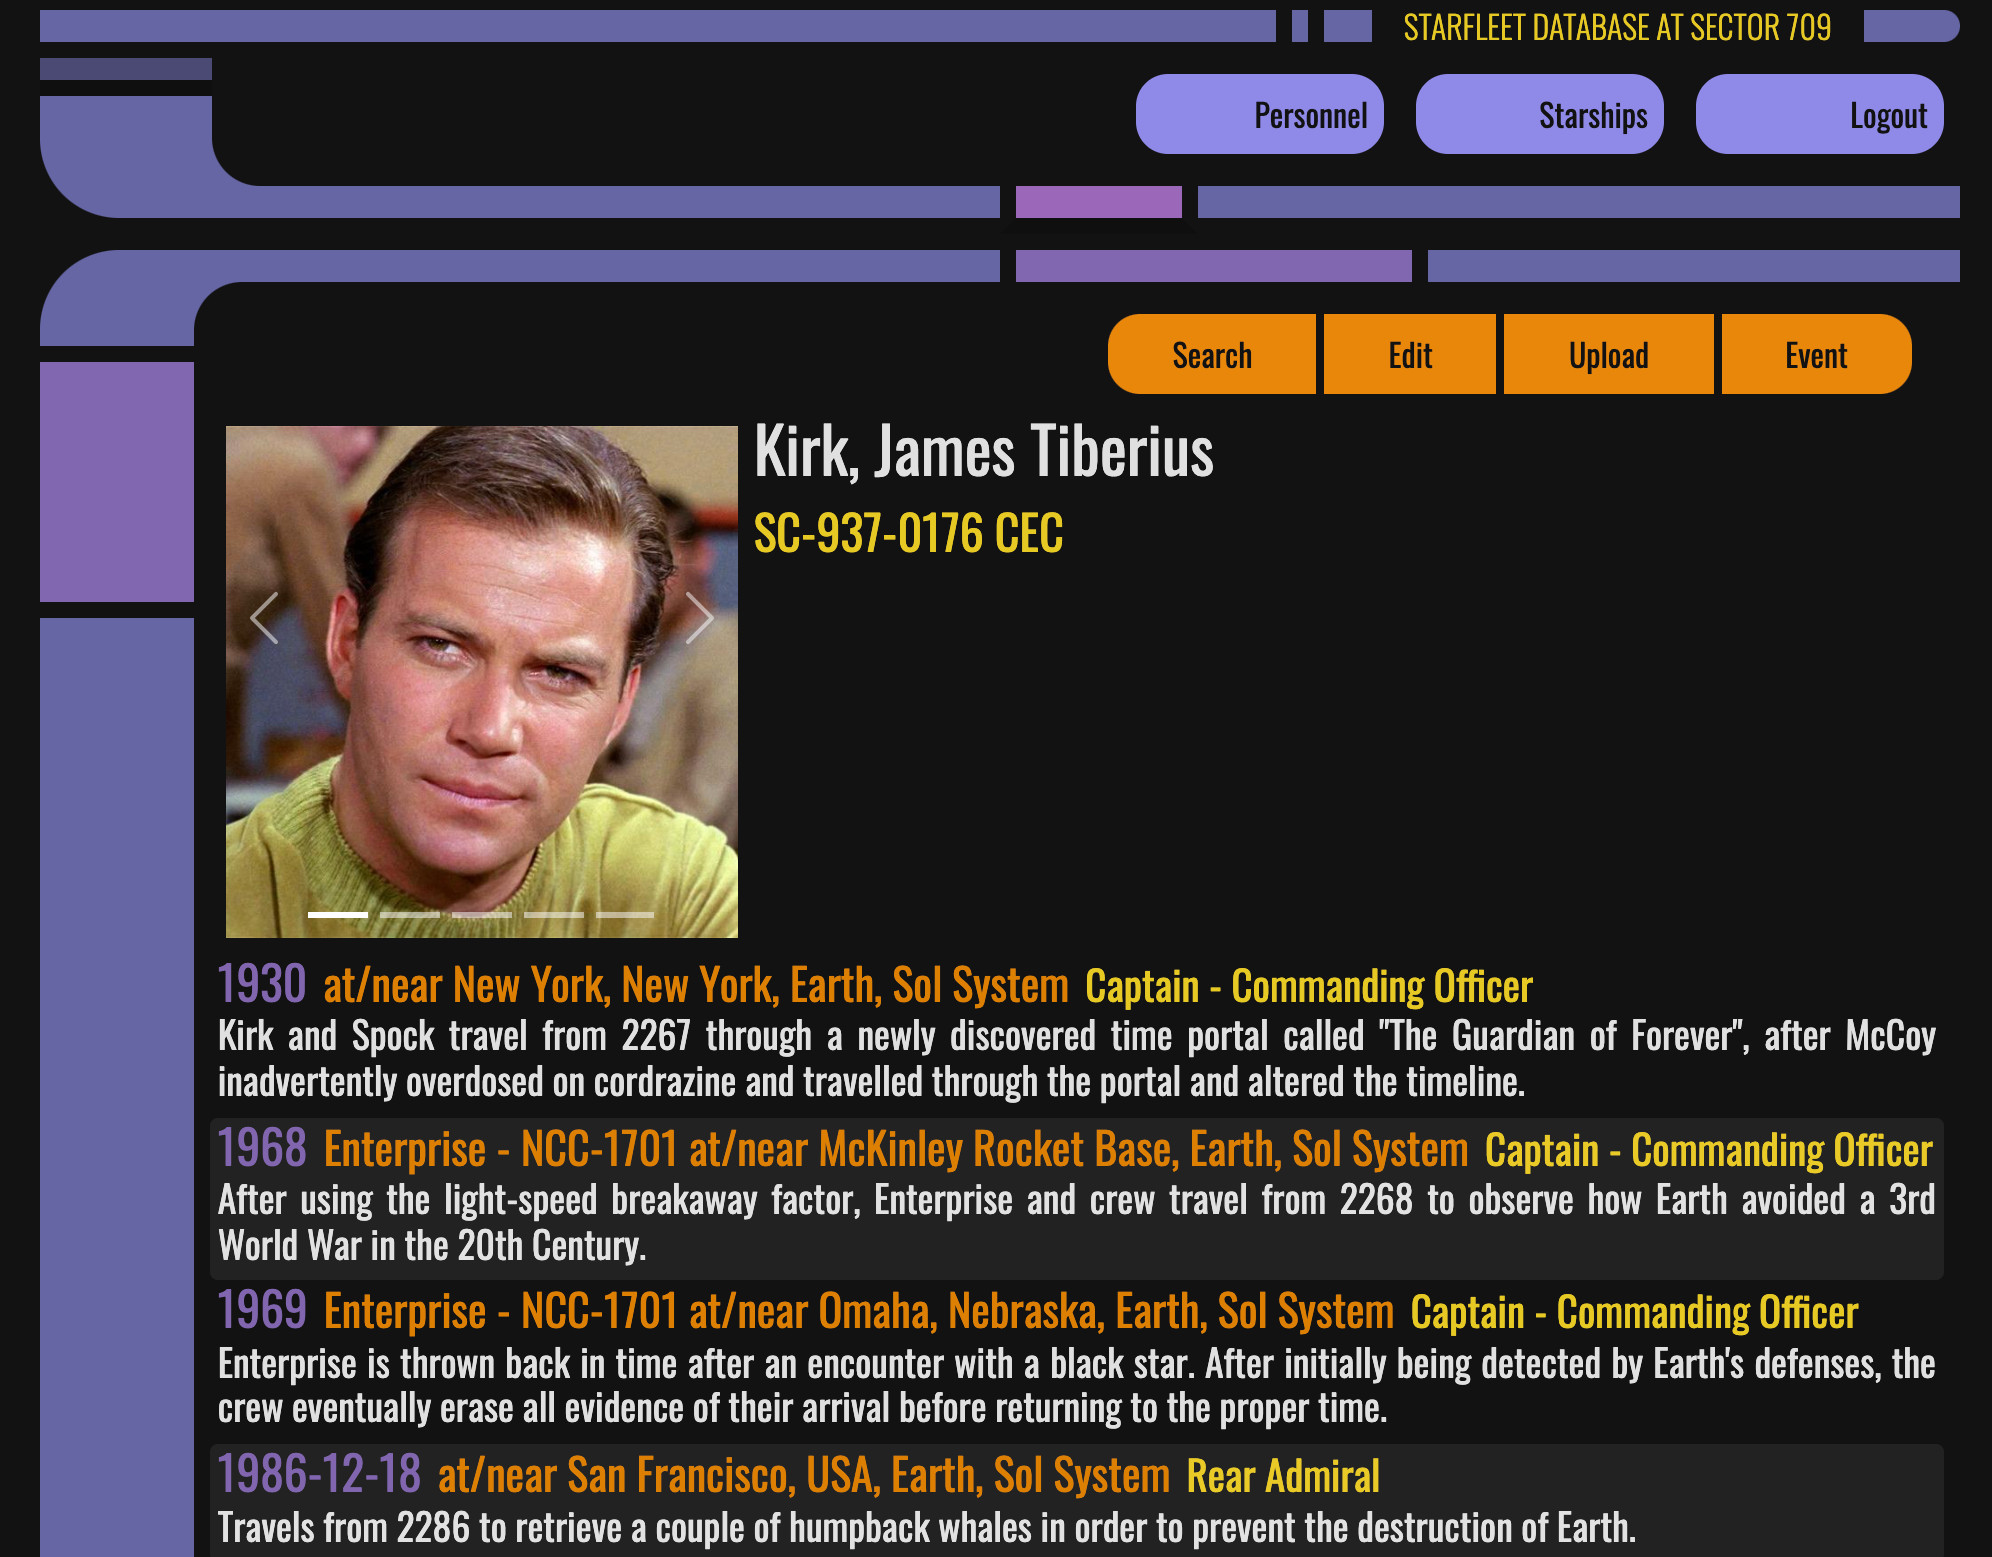 STARFLEET DATABASE AT SECTOR 709
Personnel Starships Logout
Search Edit Upload Event
Kirk, James Tiberius
SC-937-0176 CEC
1930 at/near New York, New York, Earth, Sol System Captain - Commanding Officer
Kirk and Spock travel from 2267 through a newly discovered time portal called "The Guardian of Forever", after McCoy
inadvertently overdosed on cordrazine and travelled through the portal and altered the timeline.
1968 Enterprise - NCC-1701 at/near McKinley Rocket Base, Earth, Sol System Captain - Commanding Officer
After using the light-speed breakaway factor, Enterprise and crew travel from 2268 to observe how Earth avoided a 3rd
World War in the 20th Century.
1969 Enterprise - NCC-1701 at/near Omaha, Nebraska, Earth, Sol System Captain - Commanding Officer
Enterprise is thrown back in time after an encounter with a black star. After initially being detected by Earth's defenses, the
crew eventually erase all evidence of their arrival before returning to the proper time.
1986-12-18 at/near San Francisco, USA, Earth, Sol System Rear Admiral
Travels from 2286 to retrieve a couple of humpback whales in order to prevent the destruction of Earth.